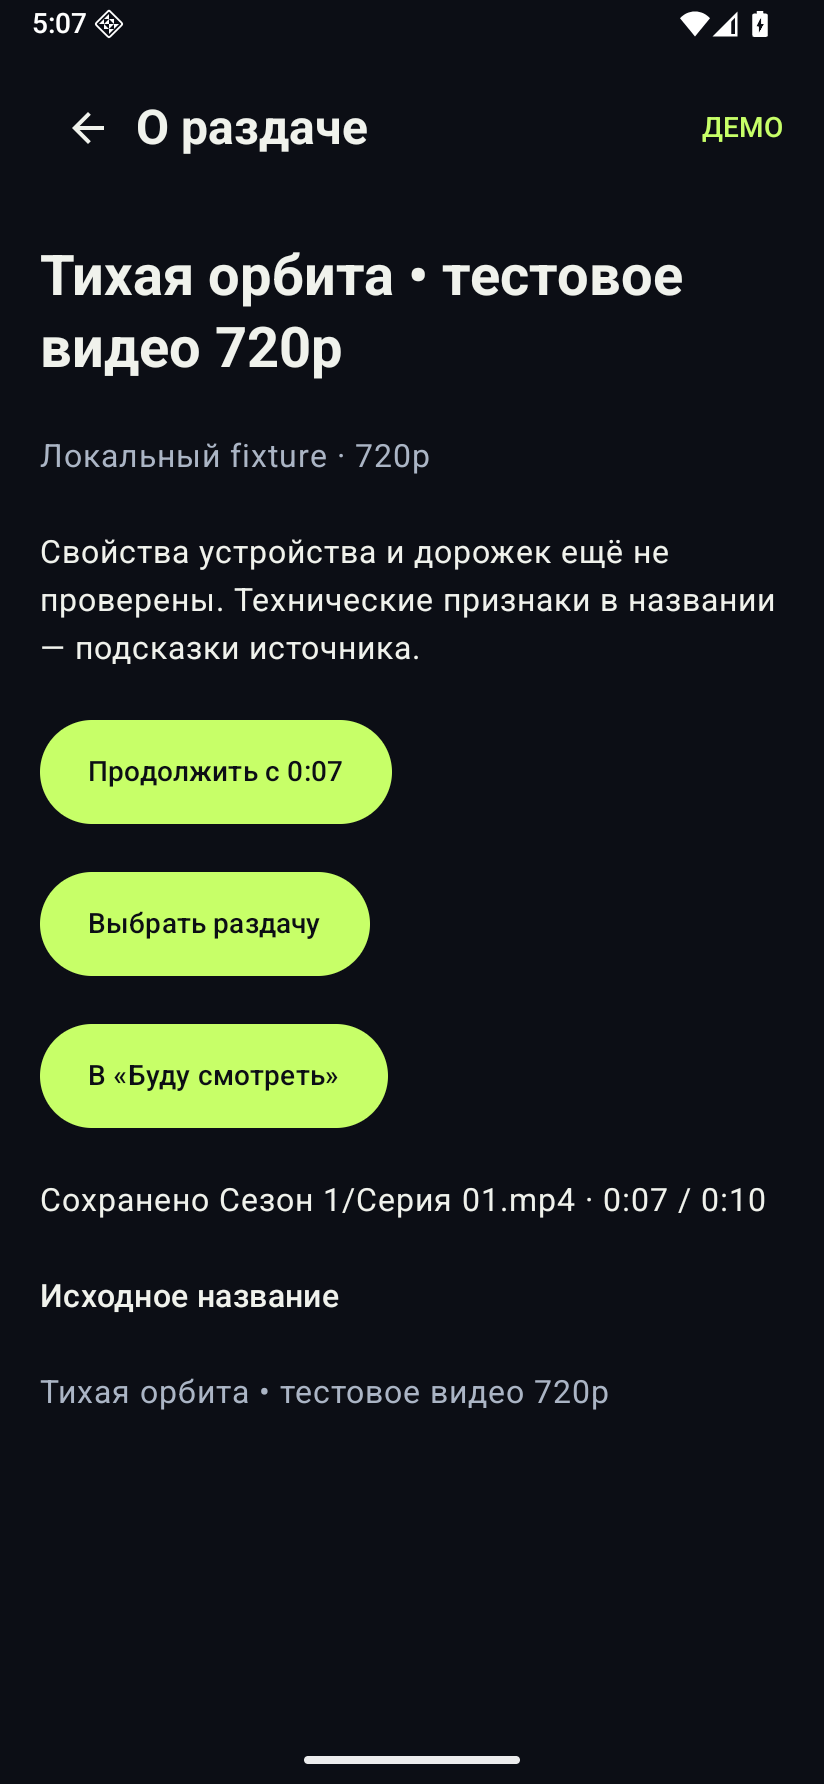 5:07
О раздаче
ДЕМО
Тихая орбита • тестовое
видео 720p
Локальный fixture · 720p
Свойства устройства и дорожек ещё не
проверены. Технические признаки в названии
— подсказки источника.
Продолжить с 0:07
Выбрать раздачу
В «Буду смотреть»
Сохранено Сезон 1/Серия 01.mp4 · 0:07 / 0:10
Исходное название
Тихая орбита • тестовое видео 720p